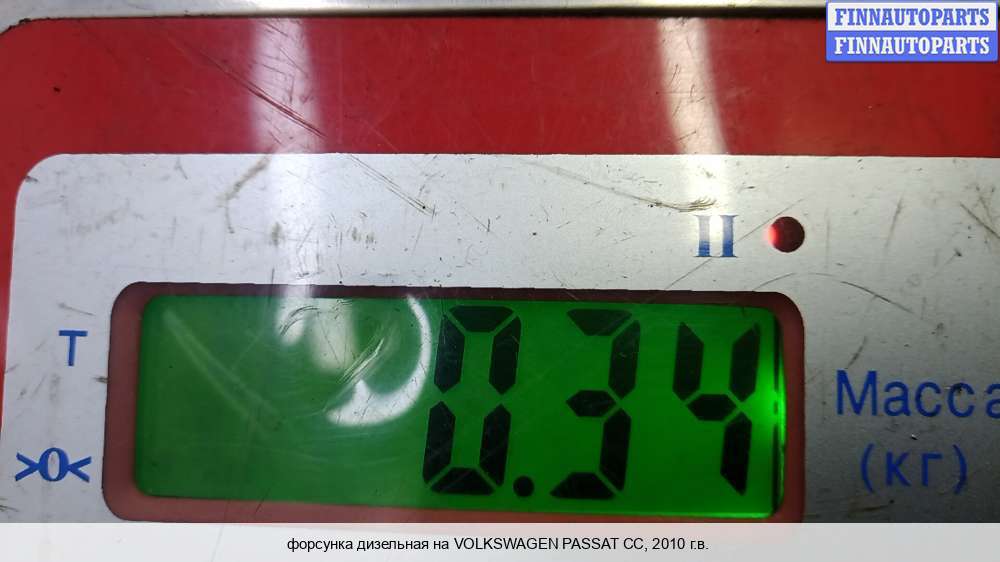 FINNAUTOPARTS
FINNAUTOPARTS
II
T
0.34
Масса
>0<
(кг)
форсунка дизельная на VOLKSWAGEN PASSAT CC, 2010 г.в.